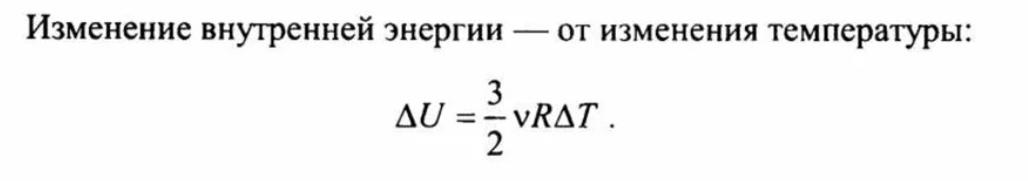 Изменение внутренней энергии — от изменения температуры:
ΔU = 3/2 νRΔT .